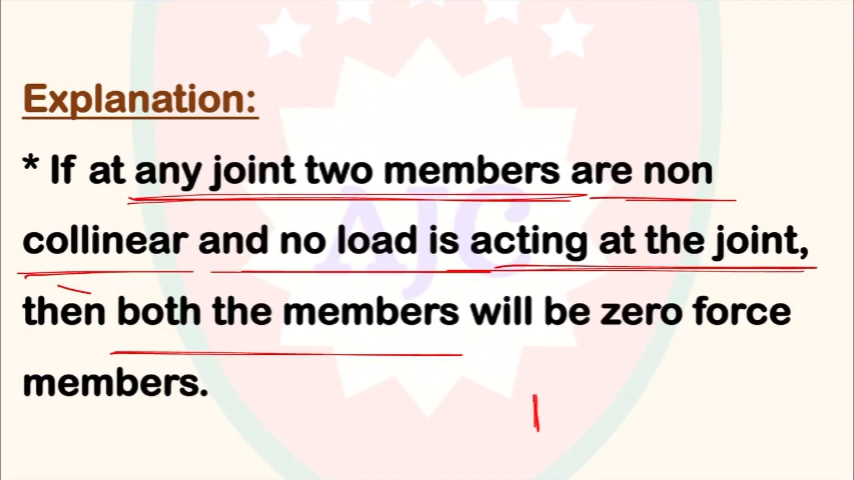 Explanation:
* If at any joint two members are non
collinear and no load is acting at the joint,
then both the members will be zero force
members.
AJC